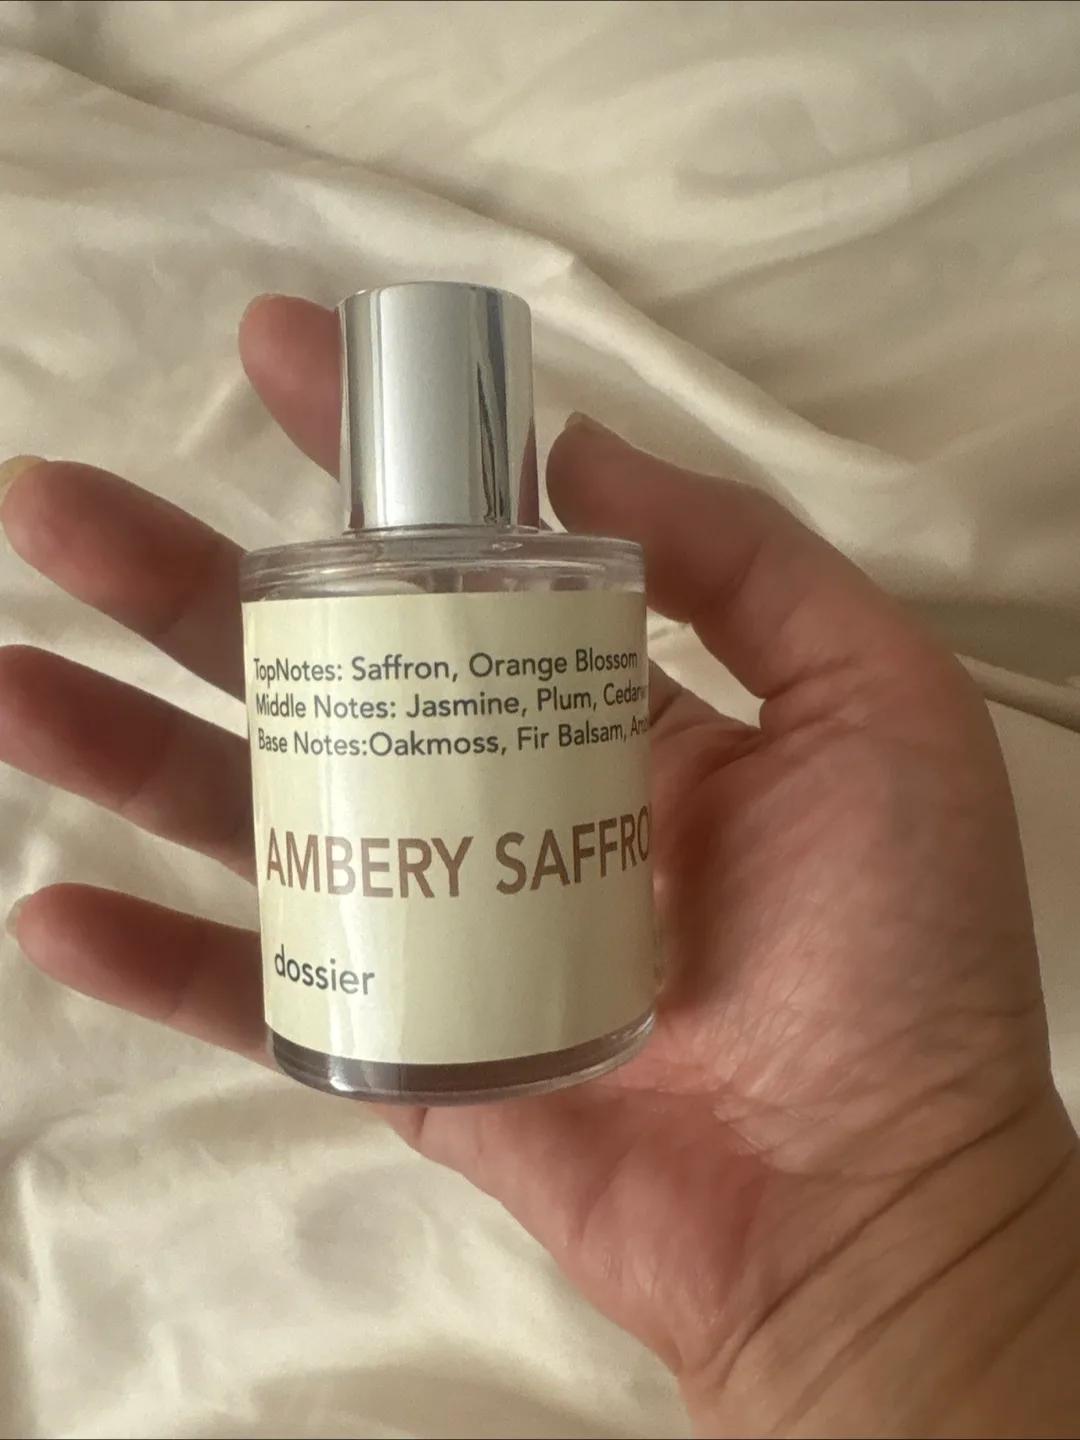 TopNotes: Saffron, Orange Blossom
Middle Notes: Jasmine, Plum,
Base Notes:Oakmoss, Fir Balsam,
AMBERY
dossier